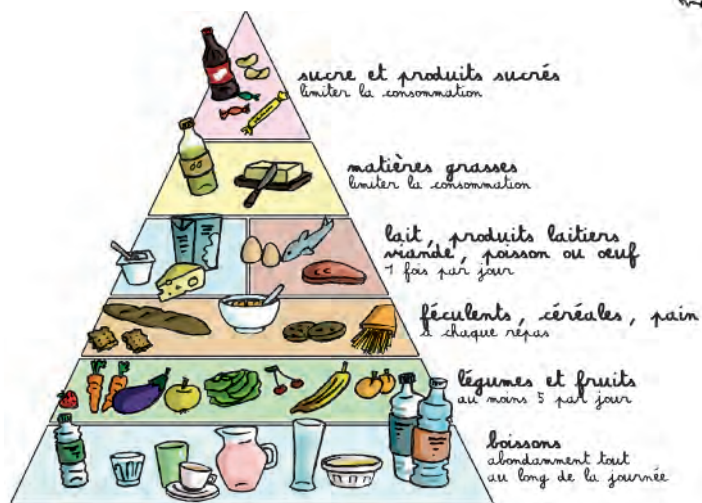 sucre et produits sucrés
limiter la consommation
matières grasses
limiter la consommation
lait, produits laitiers
viande, poisson ou œuf
1 fois par jour
féculents, céréales, pain
à chaque repas
légumes et fruits
au moins 5 par jour
boissons
abondamment tout
au long de la journée